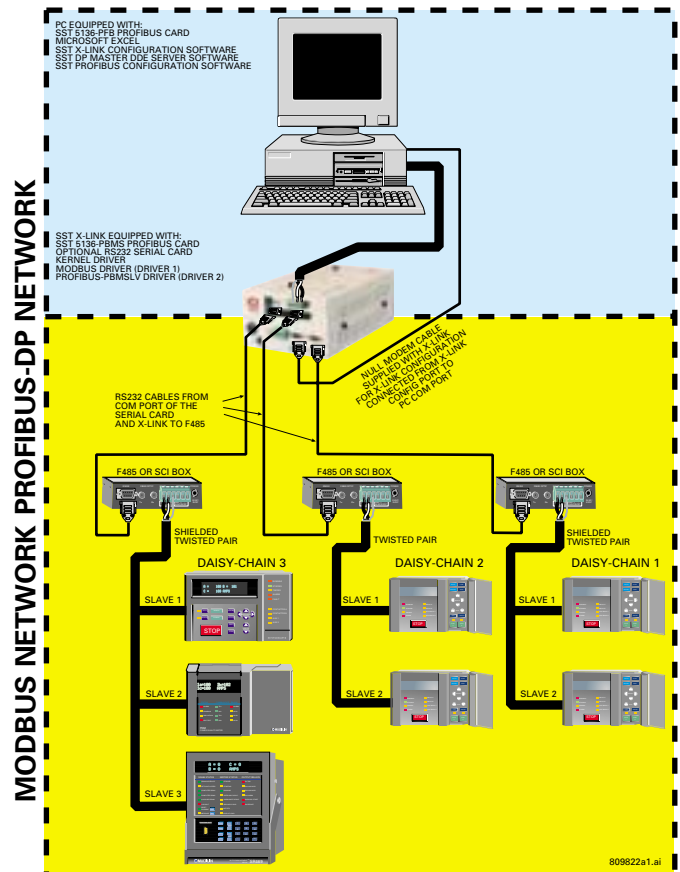 PC EQUIPPED WITH:
SST 5136-PFB PROFIBUS CARD
MICROSOFT EXCEL
SST X-LINK CONFIGURATION SOFTWARE
SST DP MASTER DDE SERVER SOFTWARE
SST PROFIBUS CONFIGURATION SOFTWARE
SST X-LINK EQUIPPED WITH:
SST 5136-PBMS PROFIBUS CARD
OPTIONAL RS232 SERIAL CARD
KERNEL DRIVER
MODBUS DRIVER (DRIVER 1)
PROFIBUS-PBMSLV DRIVER (DRIVER 2)
MODBUS NETWORK PROFIBUS-DP NETWORK
NULL MODEM CABLE
SUPPLIED WITH X-LINK
FOR X-LINK CONFIGURATION
CONNECTED FROM X-LINK
CONFIG PORT TO
PC COM PORT
RS232 CABLES FROM
COM PORT OF THE
SERIAL CARD
AND X-LINK TO F485
F485 OR SCI BOX
F485 OR SCI BOX
F485 OR SCI BOX
SHIELDED
TWISTED PAIR
TWISTED PAIR
SHIELDED
TWISTED PAIR
DAISY-CHAIN 3
DAISY-CHAIN 2
DAISY-CHAIN 1
SLAVE 1
STOP
SLAVE 1
STOP
SLAVE 1
STOP
SLAVE 2
SLAVE 2
STOP
SLAVE 2
STOP
SLAVE 3
809822a1.ai